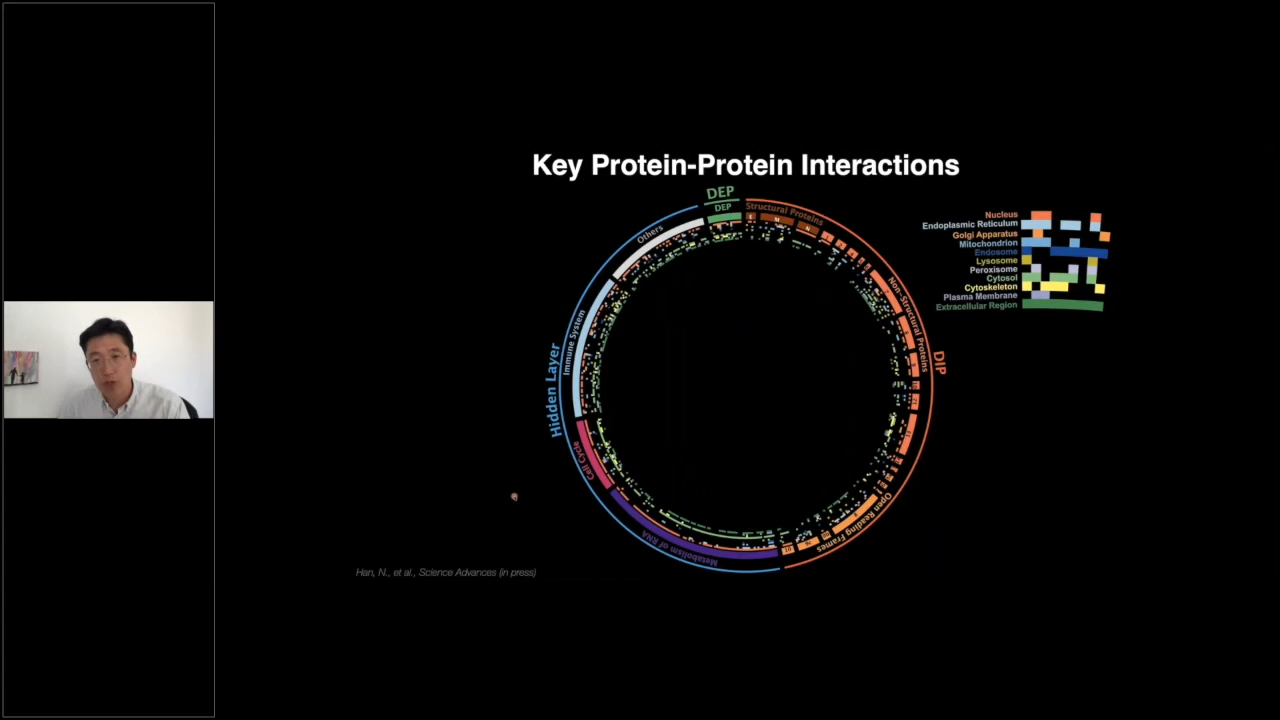 Key Protein-Protein Interactions
DEP
DEP
Structural Proteins
E
M
N
Non-Structural Proteins
DIP
Open Reading Frames
Metabolism of RNA
Cell Cycle
Immune System
Hidden Layer
Others
Nucleus
Endoplasmic Reticulum
Golgi Apparatus
Mitochondrion
Endosome
Lysosome
Peroxisome
Cytosol
Cytoskeleton
Plasma Membrane
Extracellular Region
Han, N., et al., Science Advances (in press)